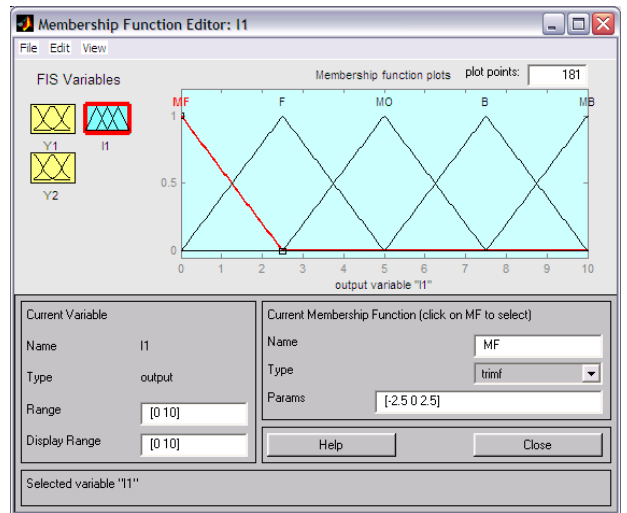 Membership Function Editor: I1
File Edit View
FIS Variables
Membership function plots plot points: 181
Y1 I1
Y2
MF F MO B MB
1
0.5
0
0 1 2 3 4 5 6 7 8 9 10
output variable "I1"
Current Variable
Name I1
Type output
Range [0 10]
Display Range [0 10]
Current Membership Function (click on MF to select)
Name MF
Type trimf
Params [-2.5 0 2.5]
Help Close
Selected variable "I1"